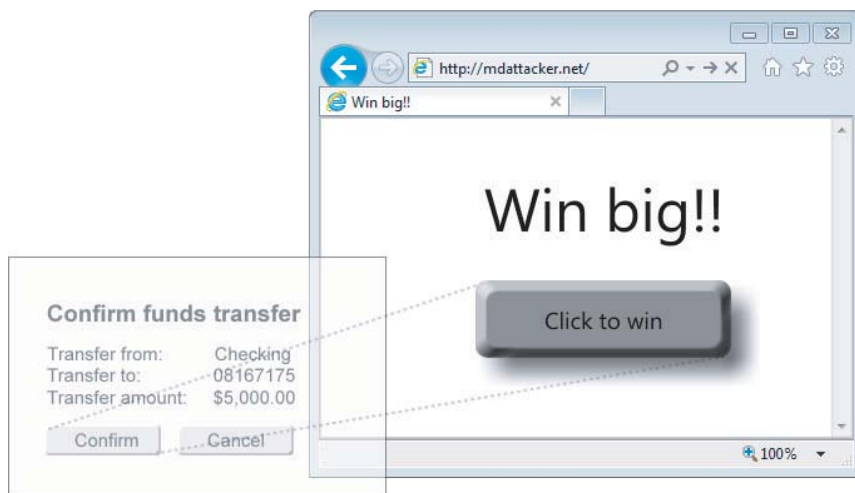 http://mdattacker.net/
Win big!!
Win big!!
Click to win
100%
Confirm funds transfer
Transfer from: Checking
Transfer to: 08167175
Transfer amount: $5,000.00
Confirm Cancel